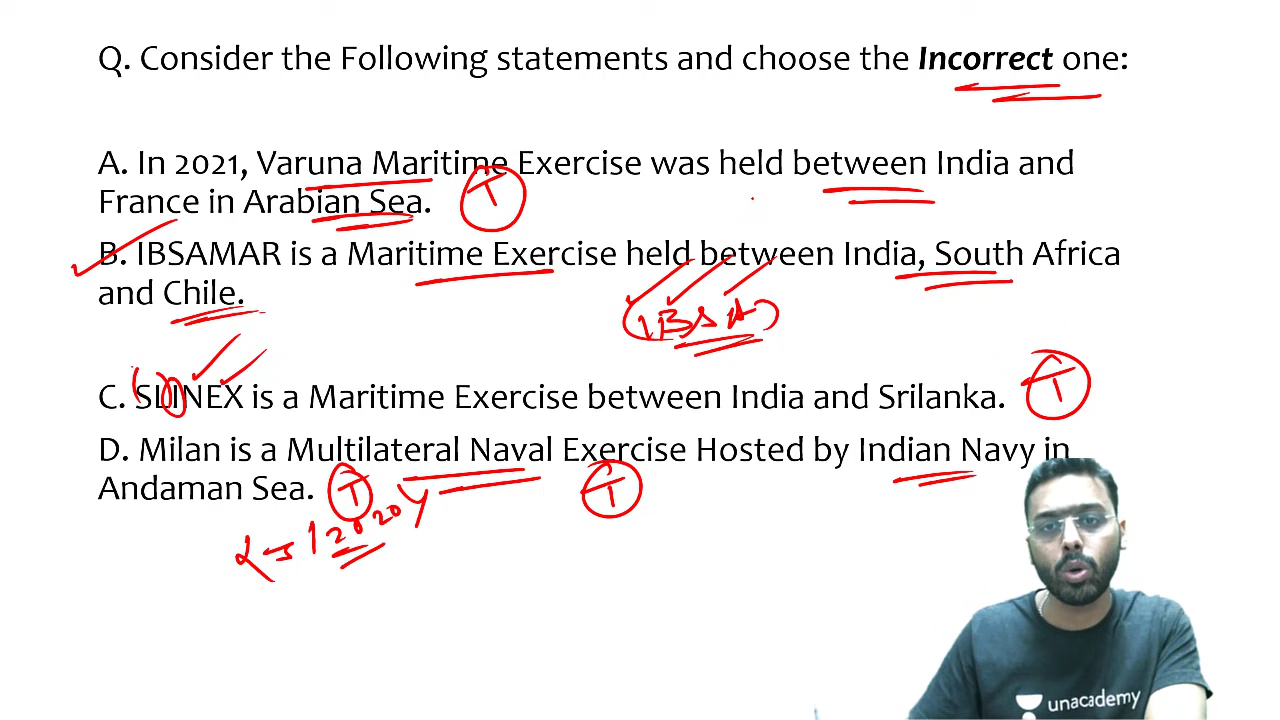 Q. Consider the Following statements and choose the Incorrect one:
A. In 2021, Varuna Maritime Exercise was held between India and
France in Arabian Sea.
T
B. IBSAMAR is a Maritime Exercise held between India, South Africa
and Chile.
IBSA
C. SLINEX is a Maritime Exercise between India and Srilanka.
T
D. Milan is a Multilateral Naval Exercise Hosted by Indian Navy in
Andaman Sea.
T
T
unacademy